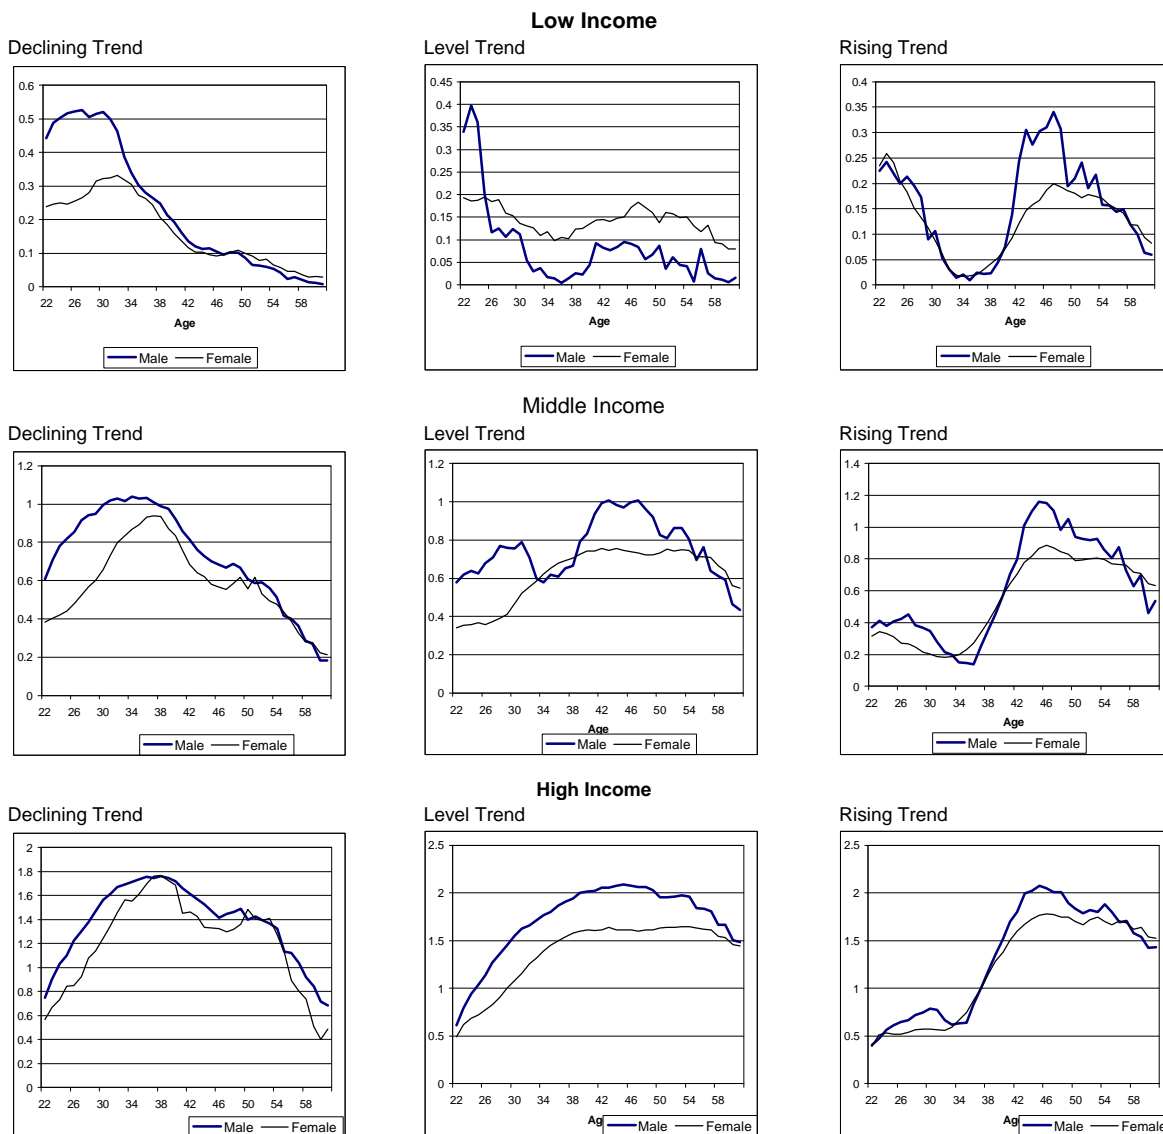 Low Income
Declining Trend
0.6
0.5
0.4
0.3
0.2
0.1
0
22 26 30 34 38 42 46 50 54 58
Age
Male Female
Level Trend
0.45
0.4
0.35
0.3
0.25
0.2
0.15
0.1
0.05
0
22 26 30 34 38 42 46 50 54 58
Age
Male Female
Rising Trend
0.4
0.35
0.3
0.25
0.2
0.15
0.1
0.05
0
22 26 30 34 38 42 46 50 54 58
Age
Male Female
Middle Income
Declining Trend
1.2
1
0.8
0.6
0.4
0.2
0
22 26 30 34 38 42 46 50 54 58
Male Female
Level Trend
1.2
1
0.8
0.6
0.4
0.2
0
22 26 30 34 38 42 46 50 54 58
Age
Male Female
Rising Trend
1.4
1.2
1
0.8
0.6
0.4
0.2
0
22 26 30 34 38 42 46 50 54 58
Age
Male Female
High Income
Declining Trend
2
1.8
1.6
1.4
1.2
1
0.8
0.6
0.4
0.2
0
22 26 30 34 38 42 46 50 54 58
Male Female
Level Trend
2.5
2
1.5
1
0.5
0
22 26 30 34 38 42 46 50 54 58
Ag
Male Female
Rising Trend
2.5
2
1.5
1
0.5
0
22 26 30 34 38 42 46 50 54 58
Ag
Male Female